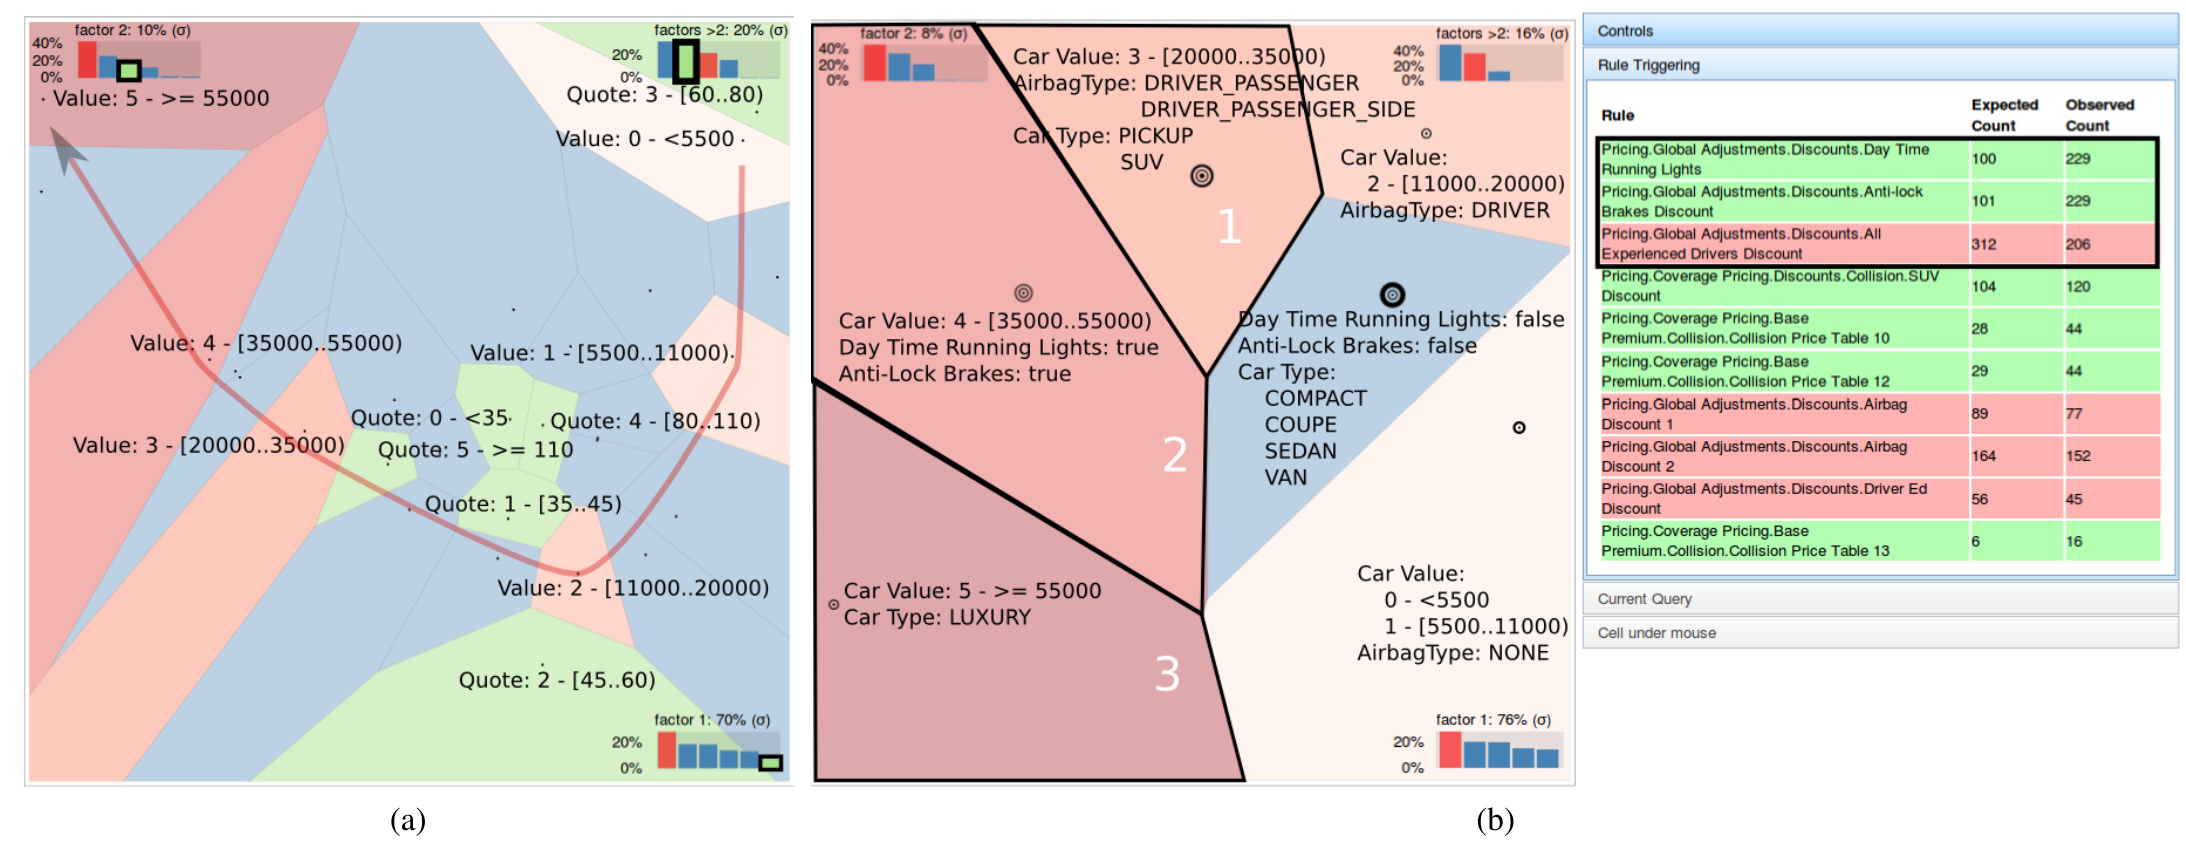 factor 2: 10% (σ)
40%
20%
0%
Value: 5 - >= 55000
factors >2: 20% (σ)
20%
0%
Quote: 3 - [60..80)
Value: 0 - <5500
Value: 4 - [35000..55000)
Value: 1 - [5500..11000)
Quote: 0 - <35
Quote: 4 - [80..110)
Value: 3 - [20000..35000)
Quote: 5 - >= 110
Quote: 1 - [35..45)
Value: 2 - [11000..20000)
Quote: 2 - [45..60)
factor 1: 70% (σ)
20%
0%
(a)
factor 2: 8% (σ)
40%
20%
0%
Car Value: 3 - [20000..35000)
AirbagType: DRIVER_PASSENGER
DRIVER_PASSENGER_SIDE
Car Type: PICKUP
SUV
1
factors >2: 16% (σ)
40%
20%
0%
Car Value:
2 - [11000..20000)
AirbagType: DRIVER
Car Value: 4 - [35000..55000)
Day Time Running Lights: true
Anti-Lock Brakes: true
2
Day Time Running Lights: false
Anti-Lock Brakes: false
Car Type:
COMPACT
COUPE
SEDAN
VAN
Car Value: 5 - >= 55000
Car Type: LUXURY
3
Car Value:
0 - <5500
1 - [5500..11000)
AirbagType: NONE
factor 1: 76% (σ)
20%
0%
Controls
Rule Triggering
Rule Expected Count Observed Count
Pricing.Global Adjustments.Discounts.Day Time
Running Lights 100 229
Pricing.Global Adjustments.Discounts.Anti-lock
Brakes Discount 101 229
Pricing.Global Adjustments.Discounts.All
Experienced Drivers Discount 312 206
Pricing.Coverage Pricing.Discounts.Collision.SUV
Discount 104 120
Pricing.Coverage Pricing.Base
Premium.Collision.Collision Price Table 10 28 44
Pricing.Coverage Pricing.Base
Premium.Collision.Collision Price Table 12 29 44
Pricing.Global Adjustments.Discounts.Airbag
Discount 1 89 77
Pricing.Global Adjustments.Discounts.Airbag
Discount 2 164 152
Pricing.Global Adjustments.Discounts.Driver Ed
Discount 56 45
Pricing.Coverage Pricing.Base
Premium.Collision.Collision Price Table 13 6 16
Current Query
Cell under mouse
(b)